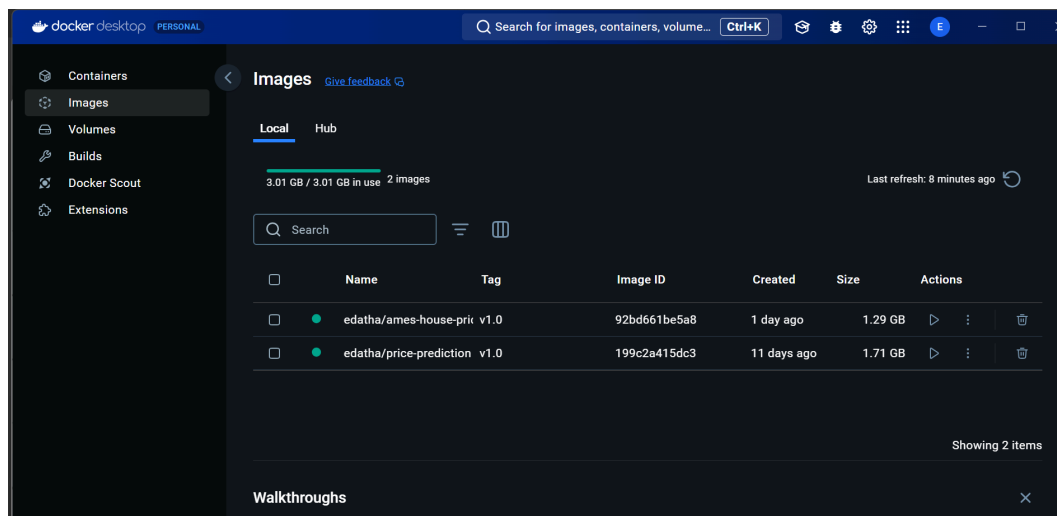 docker desktop PERSONAL
Search for images, containers, volume... Ctrl+K
E
Containers
Images
Volumes
Builds
Docker Scout
Extensions
Images Give feedback
Local Hub
3.01 GB / 3.01 GB in use 2 images
Last refresh: 8 minutes ago
Search
Name Tag Image ID Created Size Actions
edatha/ames-house-pric v1.0 92bd661be5a8 1 day ago 1.29 GB
edatha/price-prediction v1.0 199c2a415dc3 11 days ago 1.71 GB
Showing 2 items
Walkthroughs